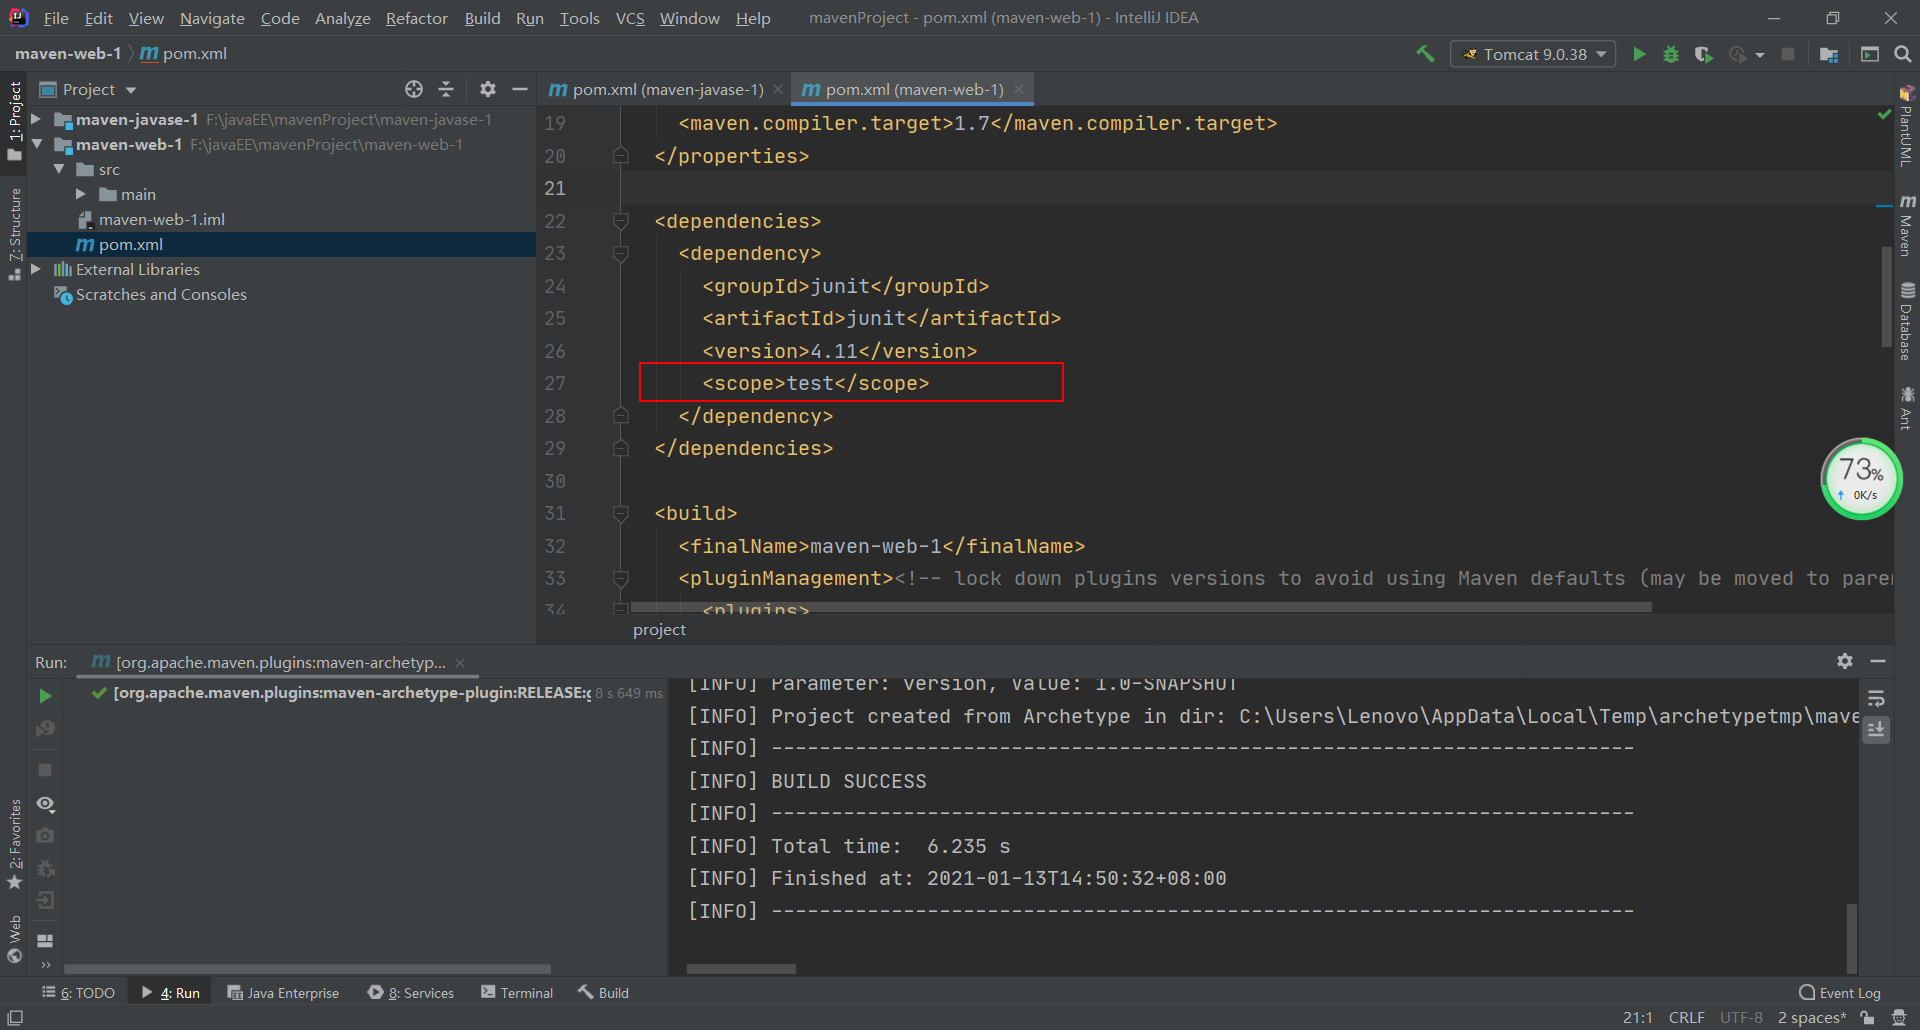 File Edit View Navigate Code Analyze Refactor Build Run Tools VCS Window Help mavenProject - pom.xml (maven-web-1) - IntelliJ IDEA
maven-web-1 pom.xml Tomcat 9.0.38
Project
pom.xml (maven-javase-1) pom.xml (maven-web-1)
maven-javase-1 F:\javaEE\mavenProject\maven-javase-1
maven-web-1 F:\javaEE\mavenProject\maven-web-1
src
main
maven-web-1.iml
pom.xml
External Libraries
Scratches and Consoles
1: Project
7: Structure
2: Favorites
Web
19 <maven.compiler.target>1.7</maven.compiler.target>
20 </properties>
21
22 <dependencies>
23 <dependency>
24 <groupId>junit</groupId>
25 <artifactId>junit</artifactId>
26 <version>4.11</version>
27 <scope>test</scope>
28 </dependency>
29 </dependencies>
30
31 <build>
32 <finalName>maven-web-1</finalName>
33 <pluginManagement><!-- lock down plugins versions to avoid using Maven defaults (may be moved to pare
34 <plugins>
project
PlantUML
Maven
Database
Ant
73%
0K/s
Run: [org.apache.maven.plugins:maven-archetyp...
[org.apache.maven.plugins:maven-archetype-plugin:RELEASE:g 8 s 649 ms
[INFO] Parameter: version, Value: 1.0-SNAPSHOT
[INFO] Project created from Archetype in dir: C:\Users\Lenovo\AppData\Local\Temp\archetypetmp\mave
[INFO] ------------------------------------------------------------------------
[INFO] BUILD SUCCESS
[INFO] ------------------------------------------------------------------------
[INFO] Total time:  6.235 s
[INFO] Finished at: 2021-01-13T14:50:32+08:00
[INFO] ------------------------------------------------------------------------
6: TODO 4: Run Java Enterprise 8: Services Terminal Build Event Log
21:1 CRLF UTF-8 2 spaces*